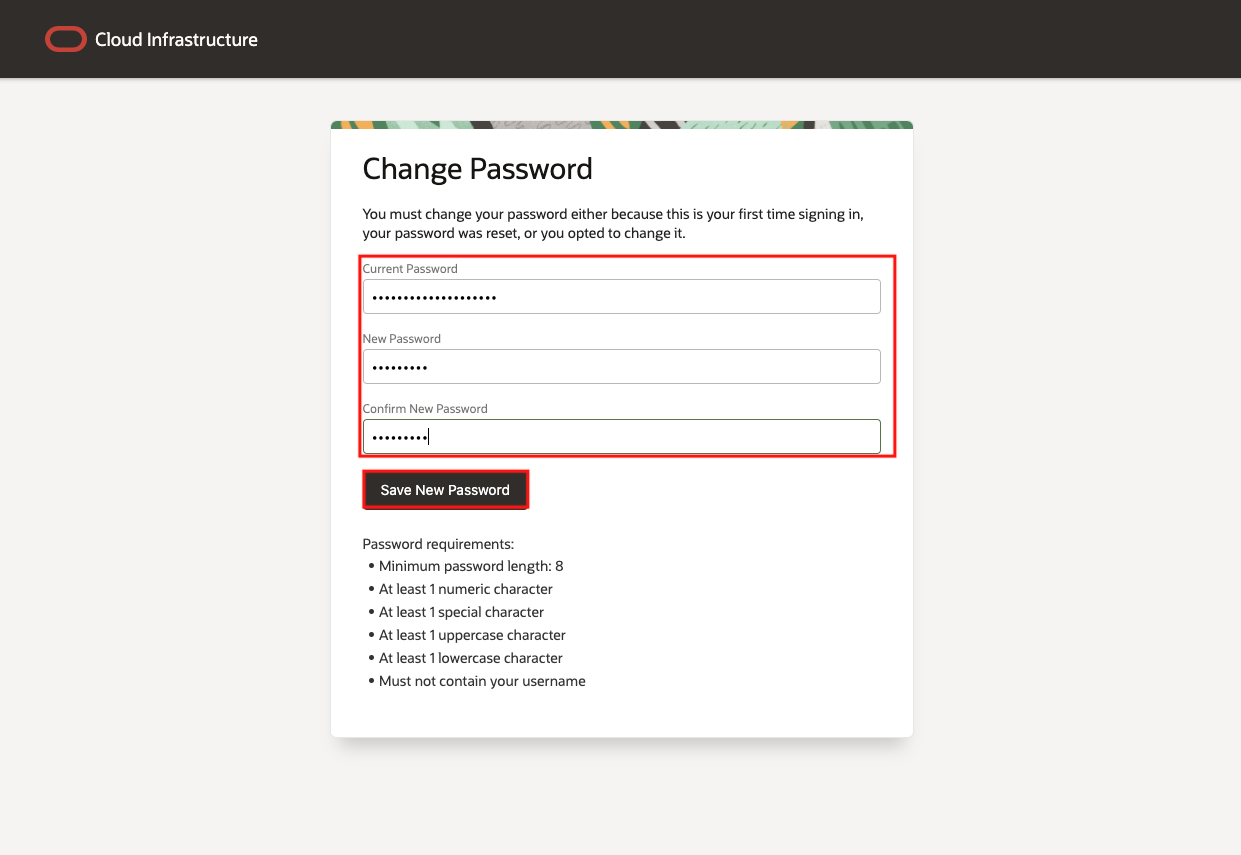 Cloud Infrastructure
Change Password
You must change your password either because this is your first time signing in,
your password was reset, or you opted to change it.
Current Password
••••••••••••••••••••
New Password
•••••••••
Confirm New Password
•••••••••
Save New Password
Password requirements:
• Minimum password length: 8
• At least 1 numeric character
• At least 1 special character
• At least 1 uppercase character
• At least 1 lowercase character
• Must not contain your username